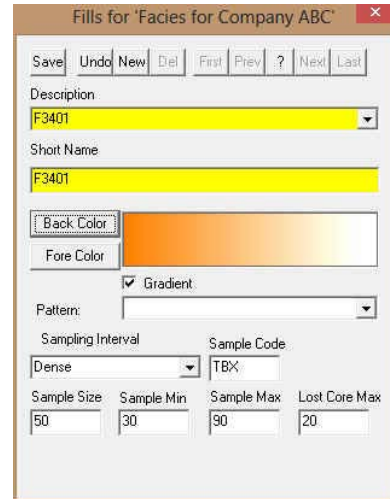 Fills for 'Facies for Company ABC' ×
Save Undo New Del First Prev ? Next Last
Description
F3401
Short Name
F3401
Back Color
Fore Color
Gradient
Pattern:
Sampling Interval Sample Code
Dense TBX
Sample Size Sample Min Sample Max Lost Core Max
50 30 90 20